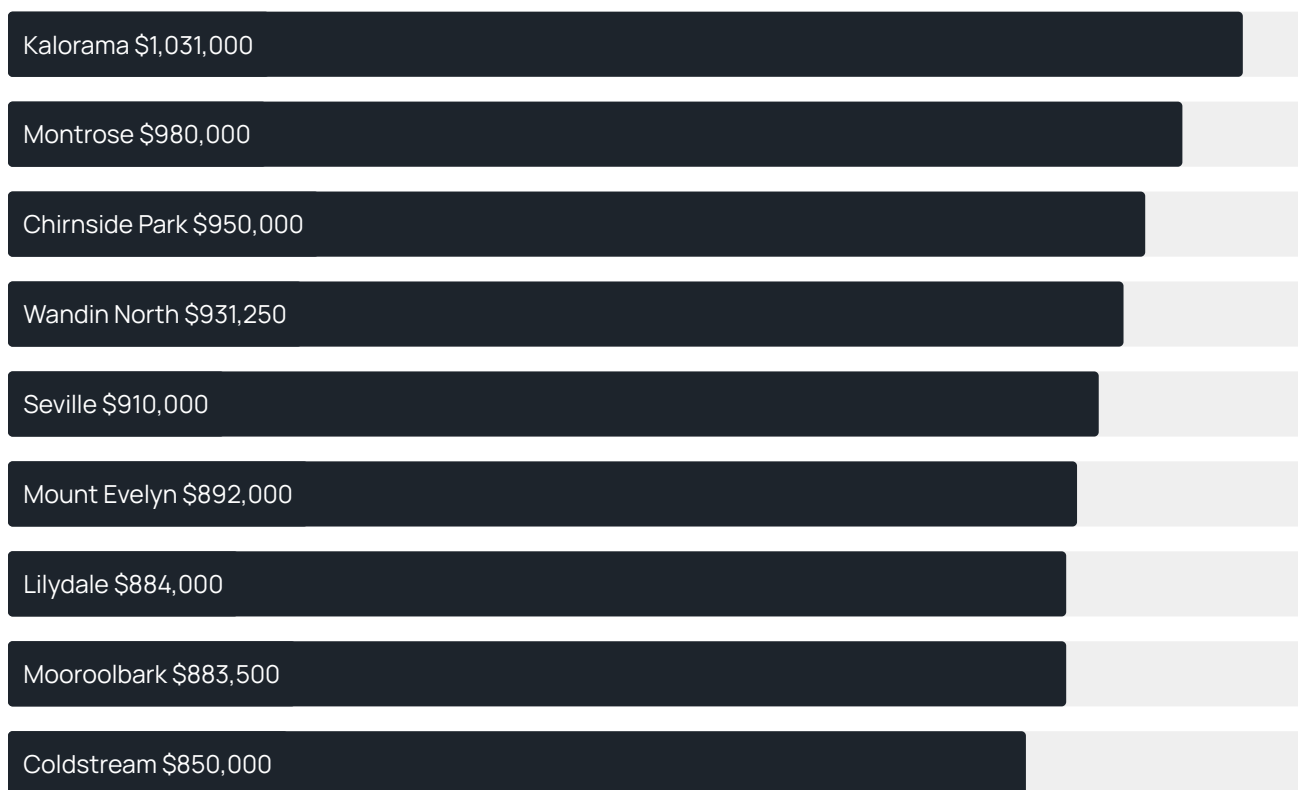 Kalorama $1,031,000
Montrose $980,000
Chirnside Park $950,000
Wandin North $931,250
Seville $910,000
Mount Evelyn $892,000
Lilydale $884,000
Mooroolbark $883,500
Coldstream $850,000